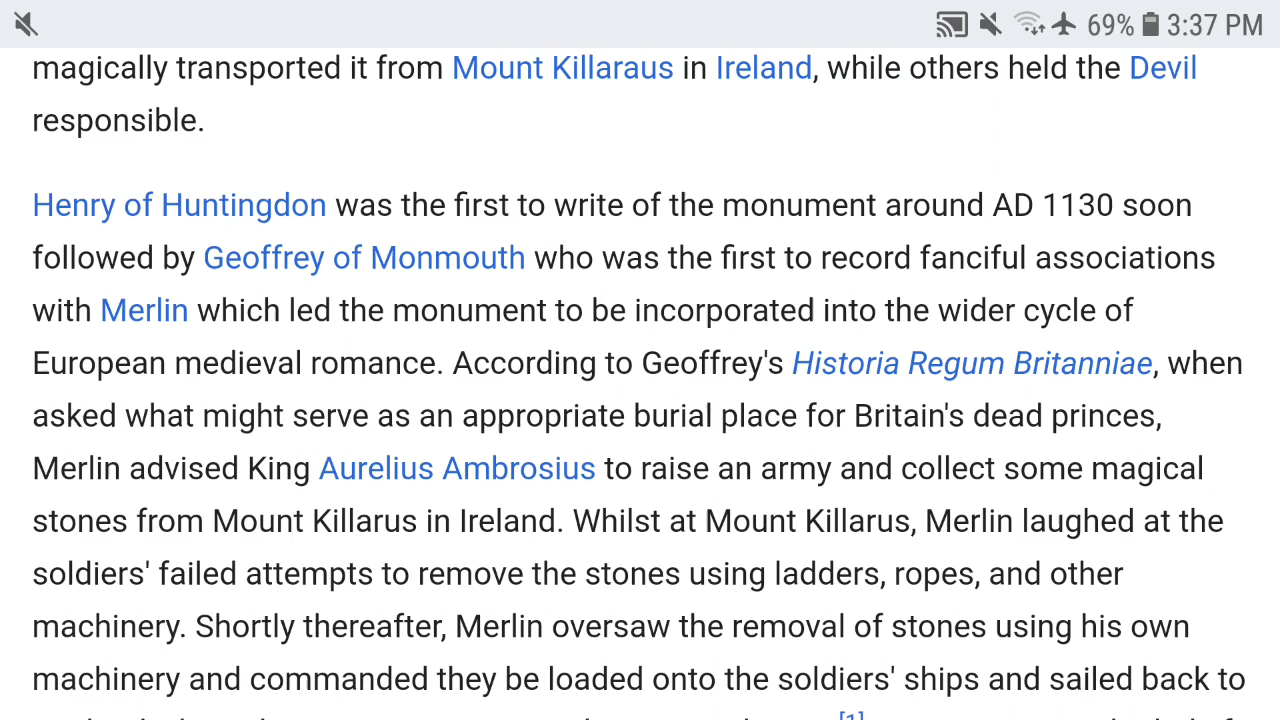 69% 3:37 PM
magically transported it from Mount Killaraus in Ireland, while others held the Devil
responsible.
Henry of Huntingdon was the first to write of the monument around AD 1130 soon
followed by Geoffrey of Monmouth who was the first to record fanciful associations
with Merlin which led the monument to be incorporated into the wider cycle of
European medieval romance. According to Geoffrey's Historia Regum Britanniae, when
asked what might serve as an appropriate burial place for Britain's dead princes,
Merlin advised King Aurelius Ambrosius to raise an army and collect some magical
stones from Mount Killarus in Ireland. Whilst at Mount Killarus, Merlin laughed at the
soldiers' failed attempts to remove the stones using ladders, ropes, and other
machinery. Shortly thereafter, Merlin oversaw the removal of stones using his own
machinery and commanded they be loaded onto the soldiers' ships and sailed back to
[1]